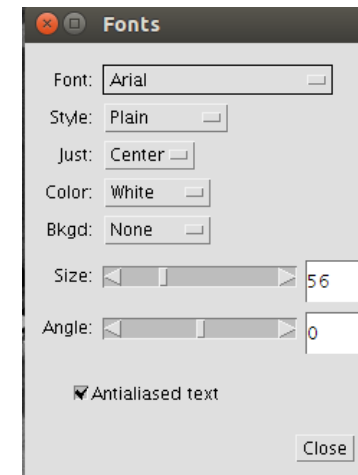 Fonts
Font: Arial
Style: Plain
Just: Center
Color: White
Bkgd: None
Size: 56
Angle: 0
Antialiased text
Close